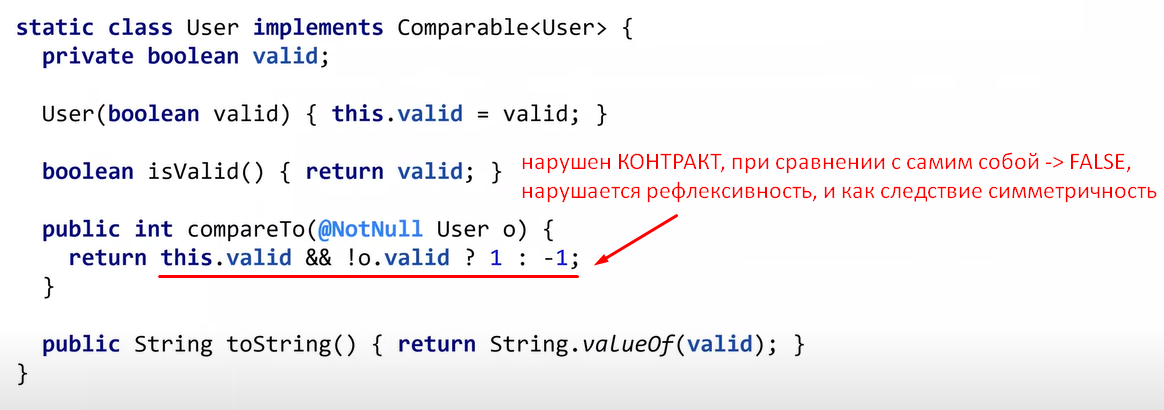 static class User implements Comparable<User> {
private boolean valid;
User(boolean valid) { this.valid = valid; }
boolean isValid() { return valid; }
нарушен КОНТРАКТ, при сравнении с самим собой -> FALSE,
нарушается рефлексивность, и как следствие симметричность
public int compareTo(@NotNull User o) {
return this.valid && !o.valid ? 1 : -1;
}
public String toString() { return String.valueOf(valid); }
}